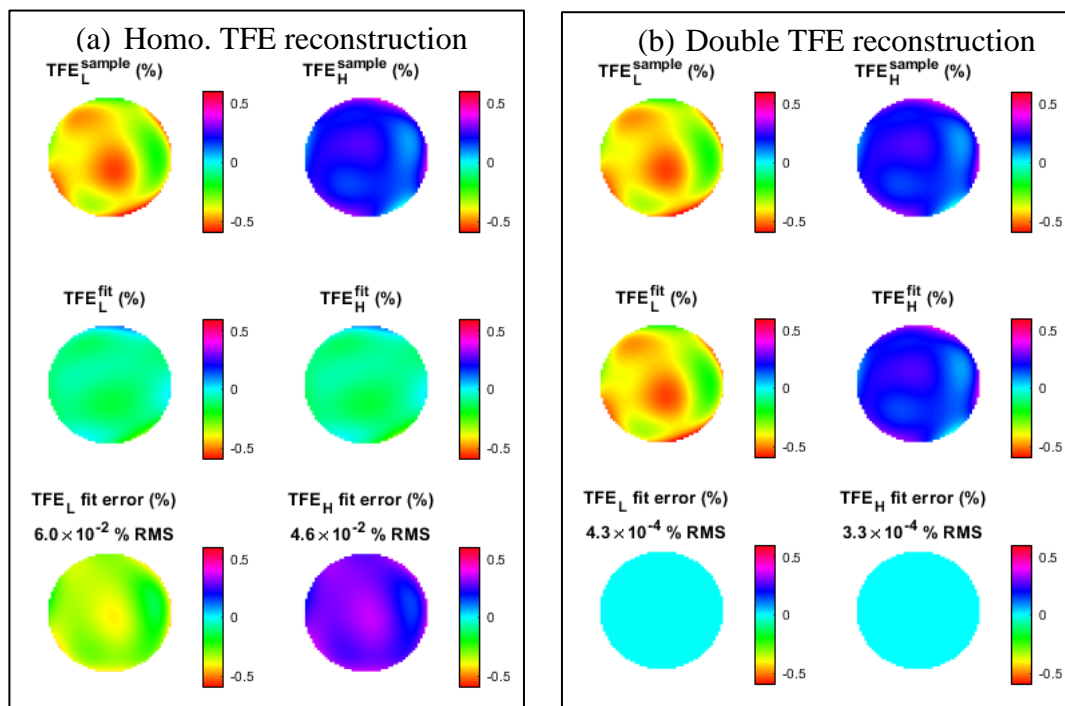 (a) Homo. TFE reconstruction
TFE_L^sample (%)
TFE_H^sample (%)
0.5
0
-0.5
0.5
0
-0.5
TFE_L^fit (%)
TFE_H^fit (%)
0.5
0
-0.5
0.5
0
-0.5
TFE_L fit error (%)
6.0×10^-2 % RMS
TFE_H fit error (%)
4.6×10^-2 % RMS
0.5
0
-0.5
0.5
0
-0.5
(b) Double TFE reconstruction
TFE_L^sample (%)
TFE_H^sample (%)
0.5
0
-0.5
0.5
0
-0.5
TFE_L^fit (%)
TFE_H^fit (%)
0.5
0
-0.5
0.5
0
-0.5
TFE_L fit error (%)
4.3×10^-4 % RMS
TFE_H fit error (%)
3.3×10^-4 % RMS
0.5
0
-0.5
0.5
0
-0.5